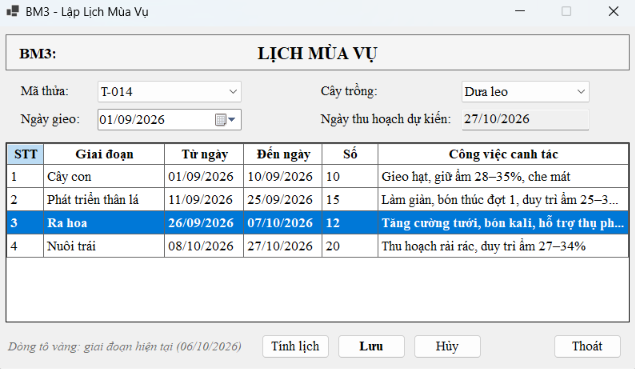 BM3 - Lập Lịch Mùa Vụ
BM3: LỊCH MÙA VỤ
Mã thửa: T-014 Cây trồng: Dưa leo
Ngày gieo: 01/09/2026 Ngày thu hoạch dự kiến: 27/10/2026
STT Giai đoạn Từ ngày Đến ngày Số Công việc canh tác
1 Cây con 01/09/2026 10/09/2026 10 Gieo hạt, giữ ẩm 28–35%, che mát
2 Phát triển thân lá 11/09/2026 25/09/2026 15 Làm giàn, bón thúc đợt 1, duy trì ẩm 25–3...
3 Ra hoa 26/09/2026 07/10/2026 12 Tăng cường tưới, bón kali, hỗ trợ thụ ph...
4 Nuôi trái 08/10/2026 27/10/2026 20 Thu hoạch rải rác, duy trì ẩm 27–34%
Dòng tô vàng: giai đoạn hiện tại (06/10/2026) Tính lịch Lưu Hủy Thoát